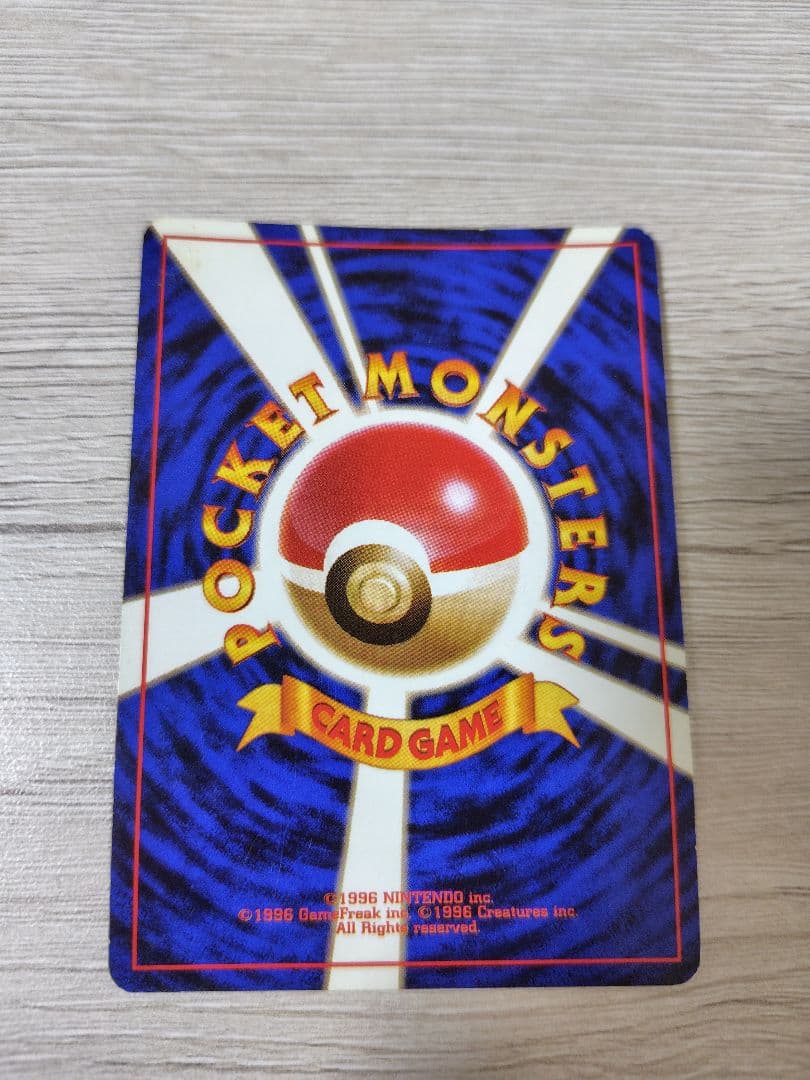 POCKET MONSTERS
CARD GAME
©1996 NINTENDO inc.
©1996 GameFreak inc. ©1996 Creatures inc.
All Rights reserved.